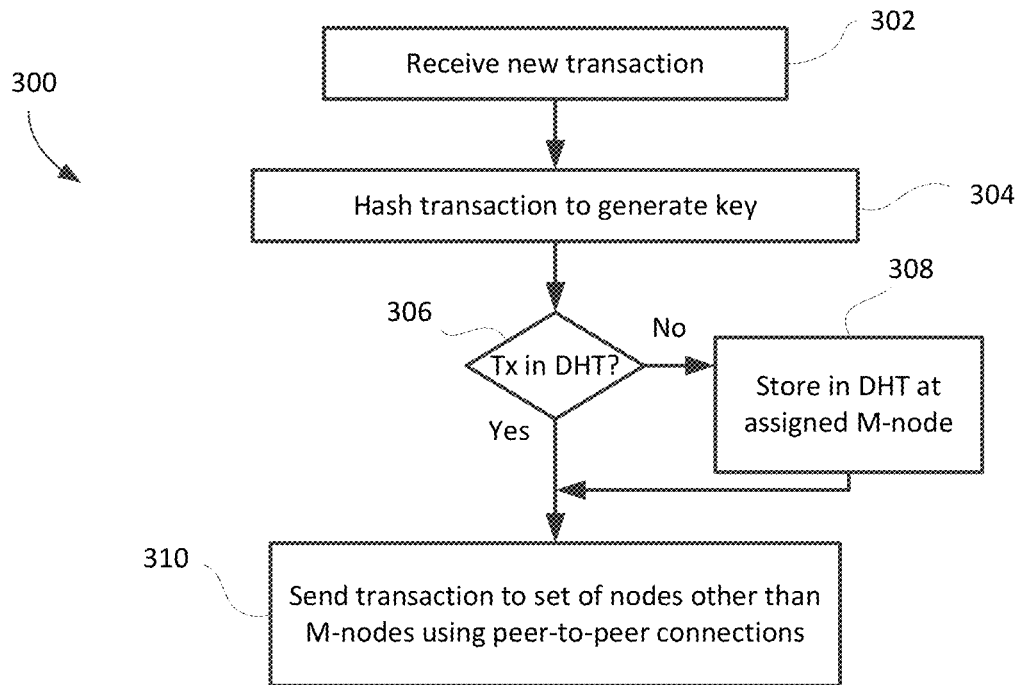 302
Receive new transaction
300
Hash transaction to generate key
304
308
306
No
Tx in DHT?
Store in DHT at
assigned M-node
Yes
310
Send transaction to set of nodes other than
M-nodes using peer-to-peer connections